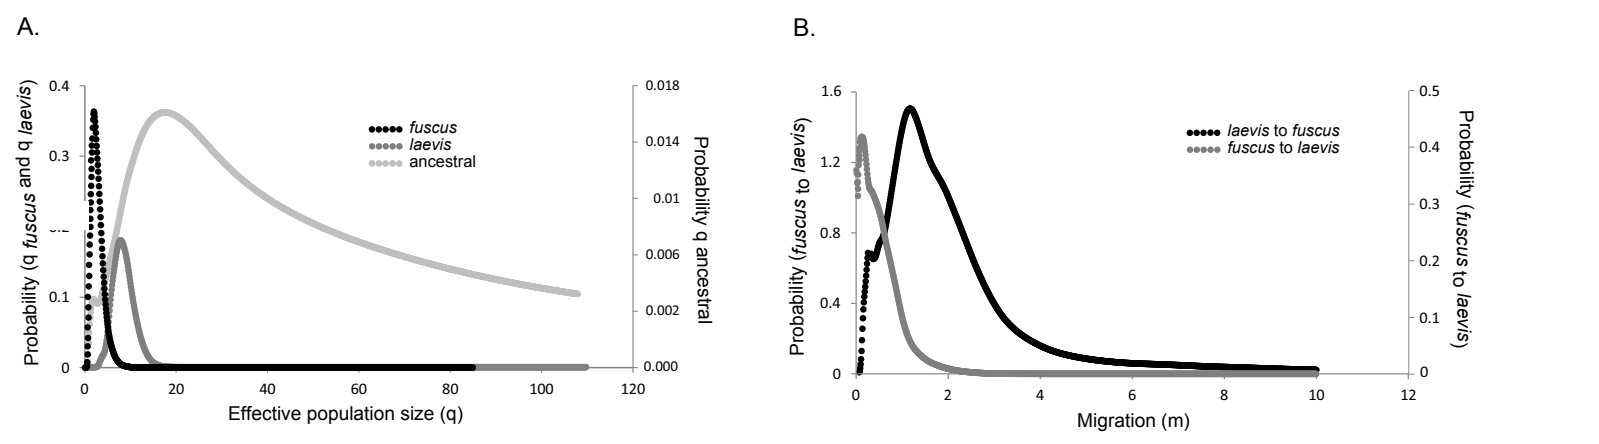 A.
B.
Probability (q fuscus and q laevis)
0.4
0.3
0.1
0
0.018
0.014
0.01
0.006
0.002
0.000
Probability q ancestral
fuscus
laevis
ancestral
0 20 40 60 80 100 120
Effective population size (q)
Probability (fuscus to laevis)
1.6
1.2
0.8
0.4
0
0.5
0.4
0.3
0.2
0.1
0
Probability (fuscus to laevis)
laevis to fuscus
fuscus to laevis
0 2 4 6 8 10 12
Migration (m)